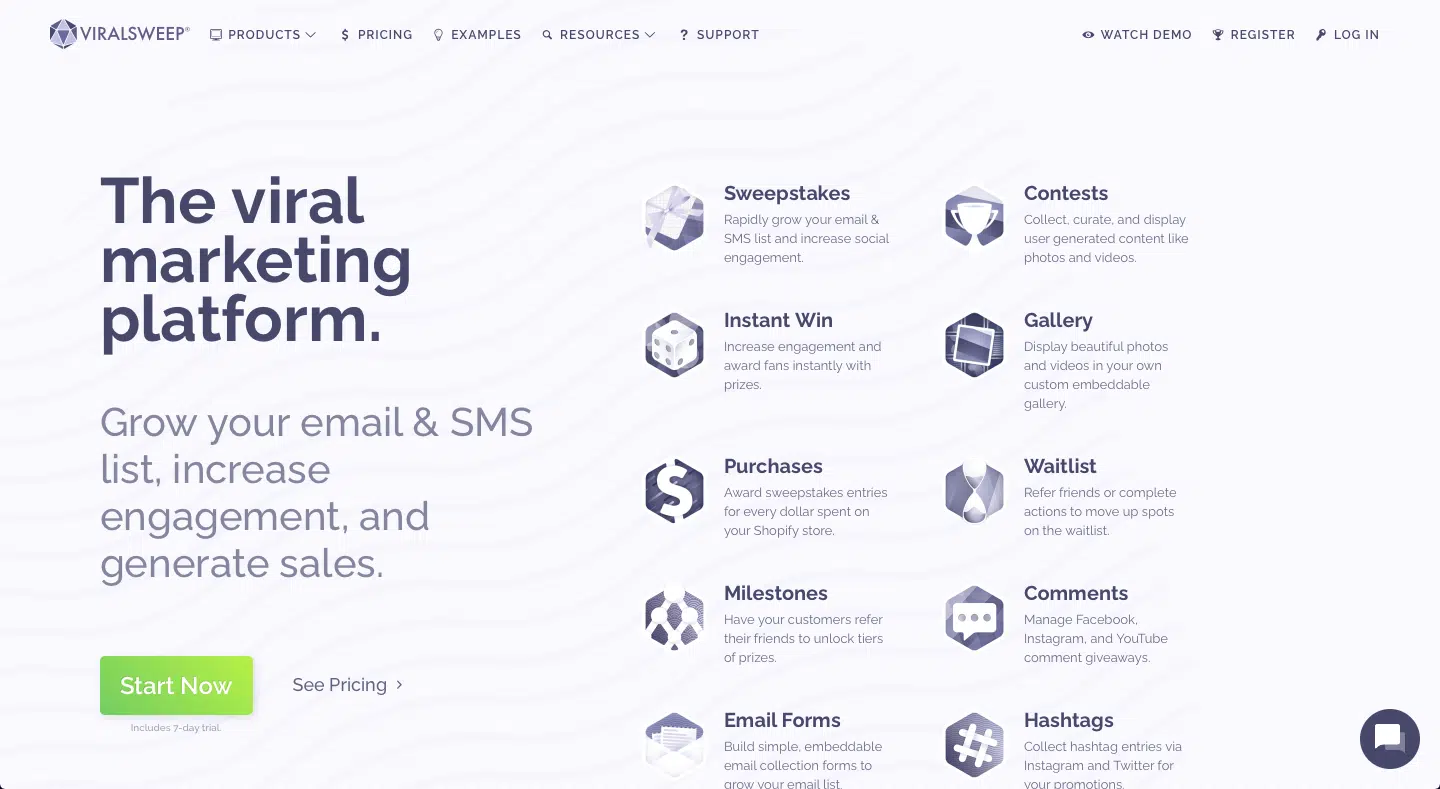 VIRALSWEEP®
PRODUCTS
PRICING
EXAMPLES
RESOURCES
SUPPORT
WATCH DEMO
REGISTER
LOG IN
The viral
marketing
platform.
Grow your email & SMS
list, increase
engagement, and
generate sales.
Start Now
See Pricing
Includes 7-day trial.
Sweepstakes
Rapidly grow your email &
SMS list and increase social
engagement.
Contests
Collect, curate, and display
user generated content like
photos and videos.
Instant Win
Increase engagement and
award fans instantly with
prizes.
Gallery
Display beautiful photos
and videos in your own
custom embeddable
gallery.
Purchases
Award sweepstakes entries
for every dollar spent on
your Shopify store.
Waitlist
Refer friends or complete
actions to move up spots
on the waitlist.
Milestones
Have your customers refer
their friends to unlock tiers
of prizes.
Comments
Manage Facebook,
Instagram, and YouTube
comment giveaways.
Email Forms
Build simple, embeddable
email collection forms to
grow your email list.
Hashtags
Collect hashtag entries via
Instagram and Twitter for
your promotions.